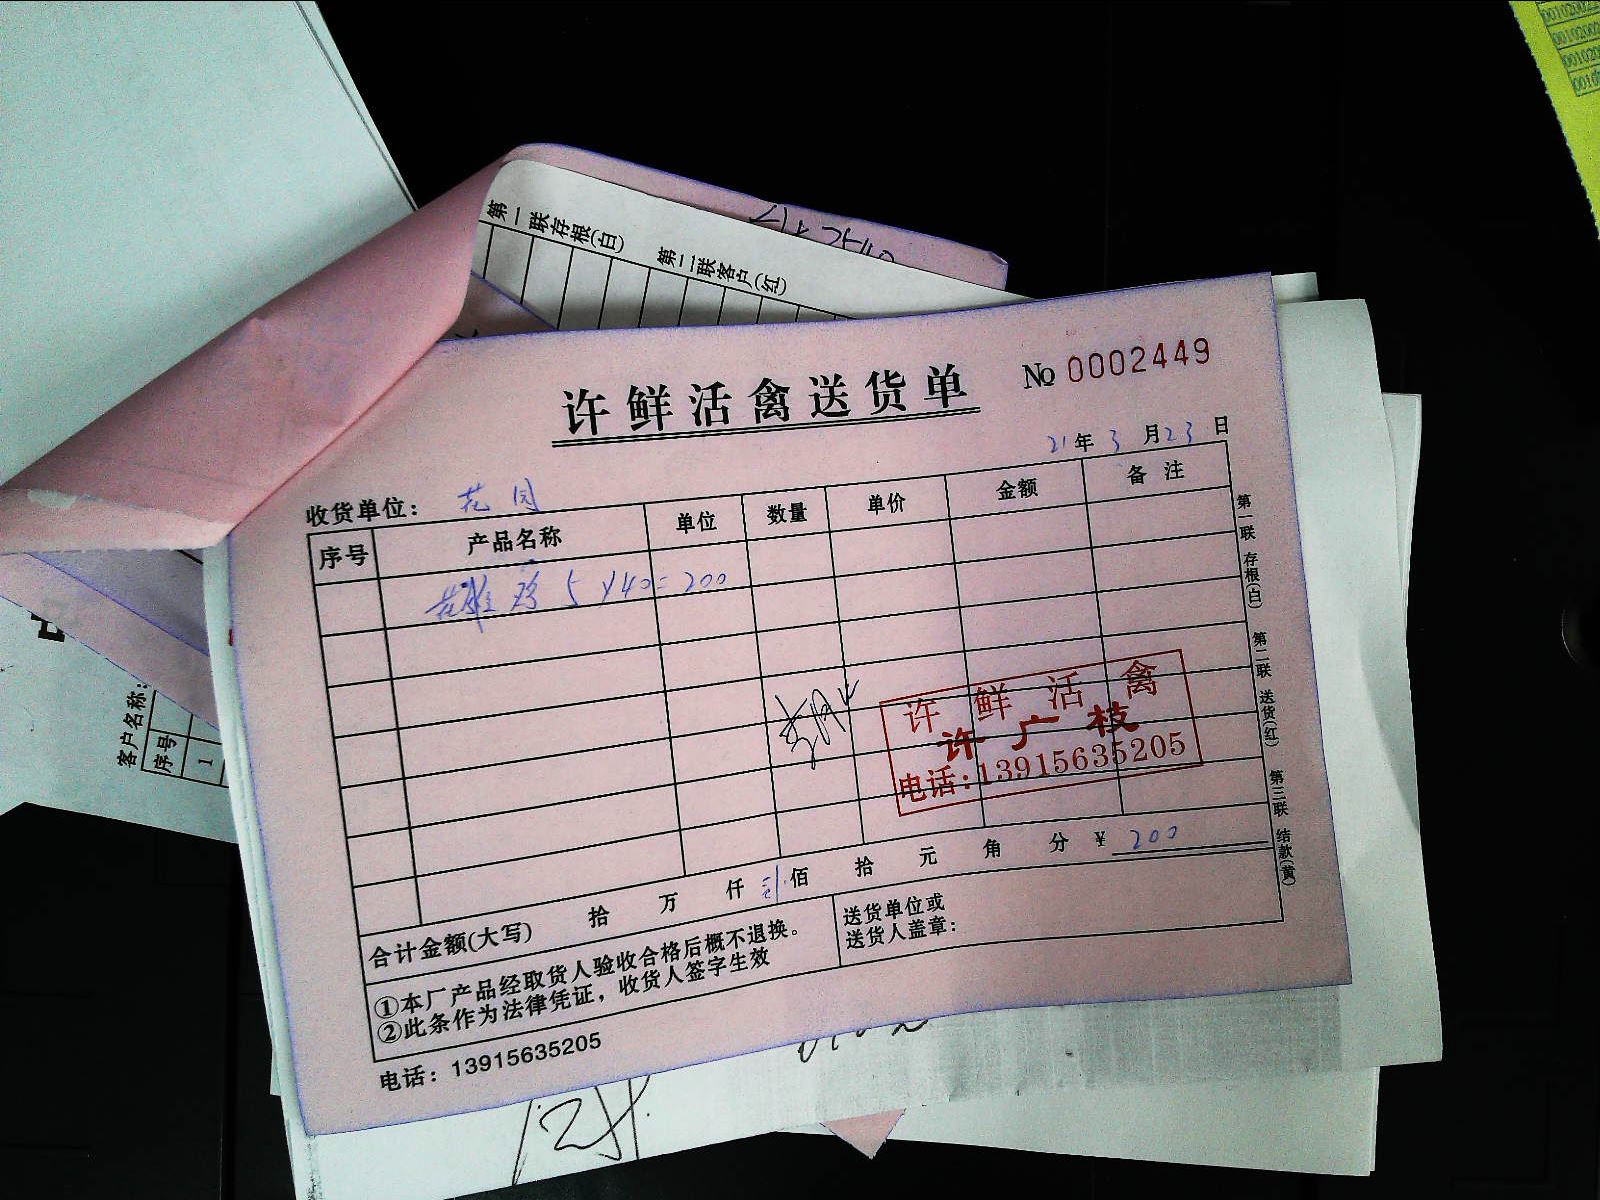 许鲜活禽送货单
№ 0002449
21年3月23日
收货单位：花园
序号 产品名称 单位 数量 单价 金额 备注
鸡 5 ×40=200
许鲜活禽
许广枝
电话:13915635205
合计金额(大写) 拾 万 仟 贰佰 拾 元 角 分 ¥ 200
①本厂产品经取货人验收合格后概不退换。
②此条作为法律凭证，收货人签字生效
送货单位或
送货人盖章：
电话：13915635205
第一联 存根(白) 第二联 送货(红) 第三联 结款(黄)
第一联存根(白) 第二联客户(红)
客户名称：
序号
1